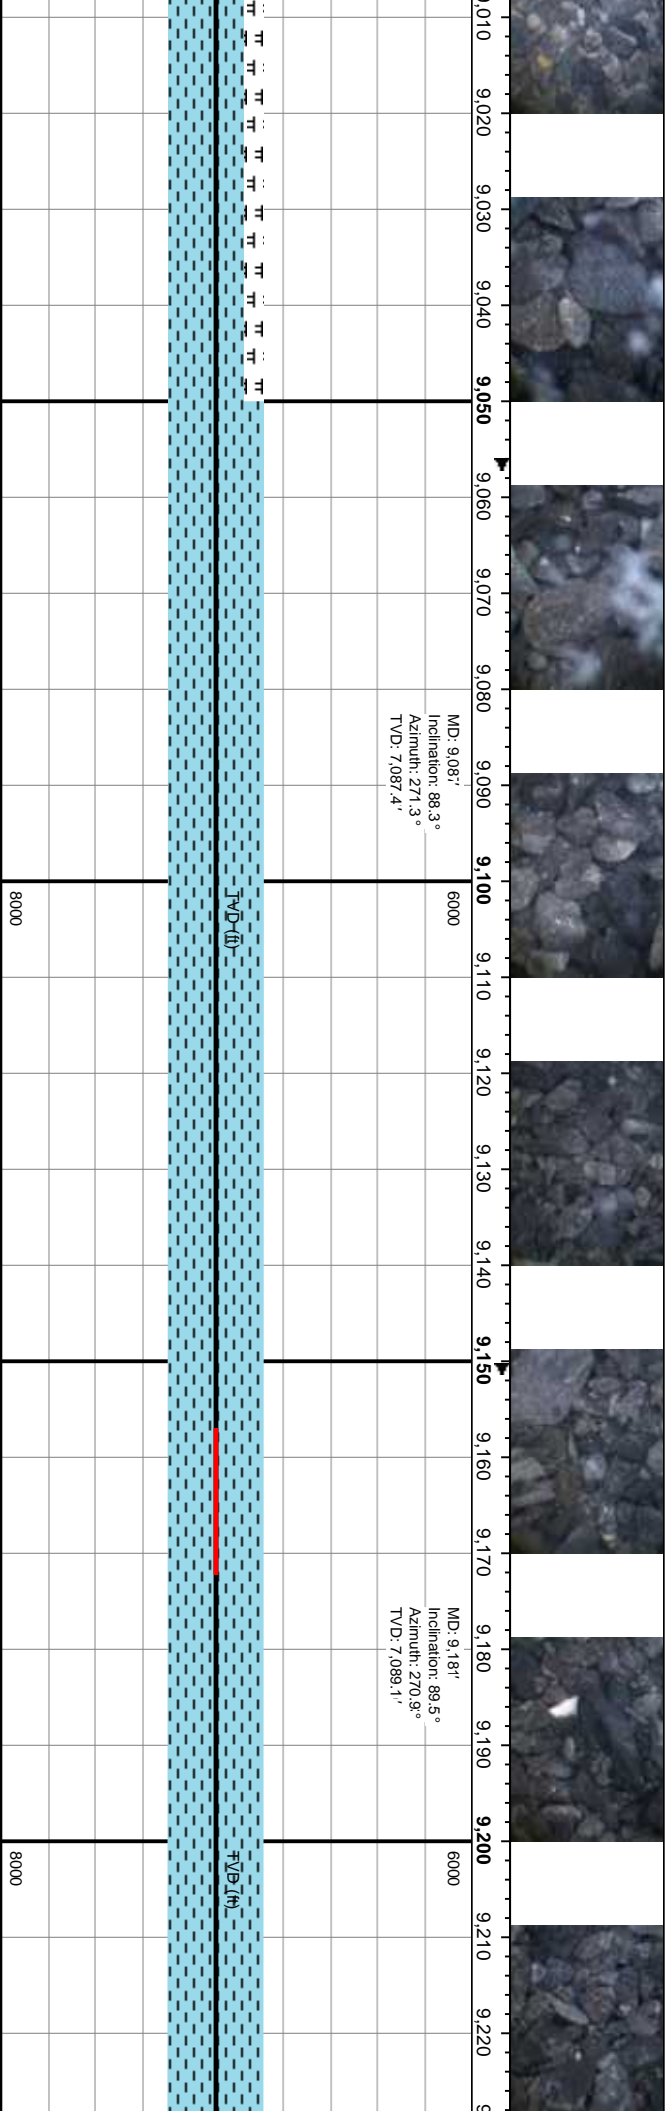 9,010
9,020
9,030
9,040
9,050
9,060
9,070
9,080
MD: 9,087'
Inclination: 88.3°
Azimuth: 271.3°
TVD: 7,087.4'
9,090
9,100
6000
TVD (ft)
8000
9,110
9,120
9,130
9,140
9,150
9,160
9,170
MD: 9,181'
Inclination: 89.5°
Azimuth: 270.9°
TVD: 7,089.1'
9,180
9,190
9,200
6000
TVD (ft)
8000
9,210
9,220